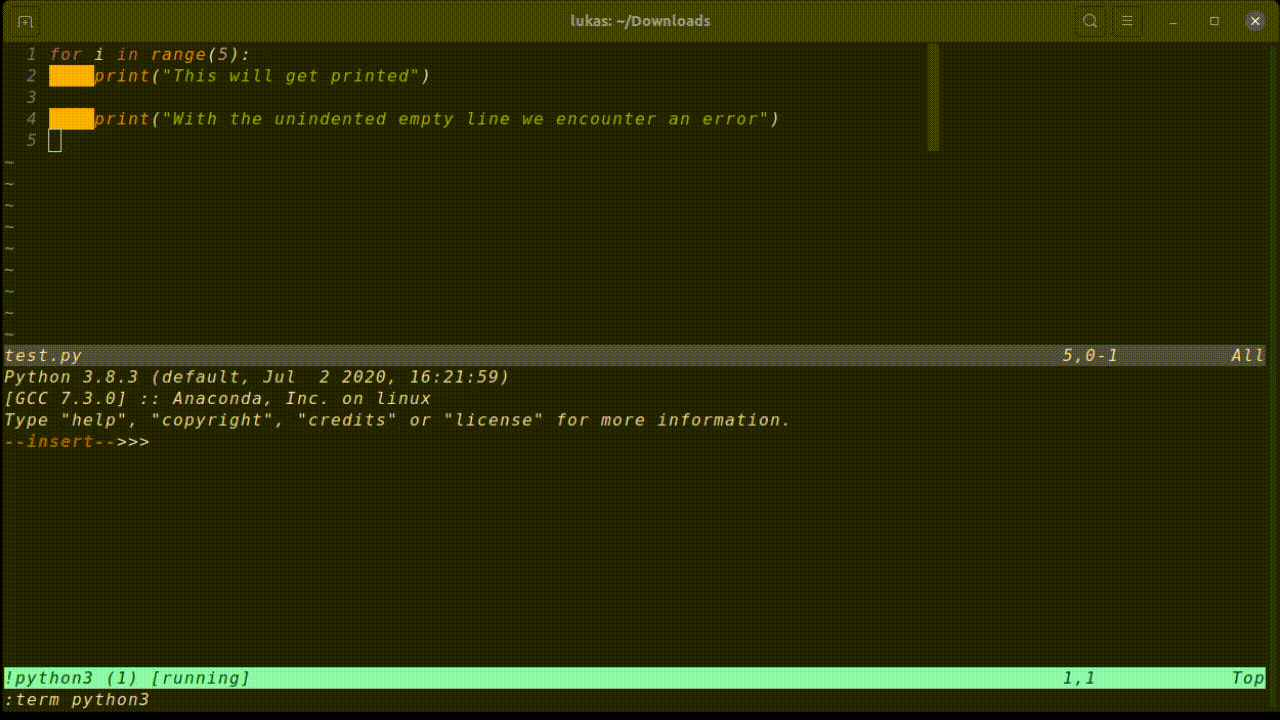 lukas: ~/Downloads
1 for i in range(5):
2     print("This will get printed")
3
4     print("With the unindented empty line we encounter an error")
5
~
~
~
~
~
~
~
~
~
test.py 5,0-1 All
Python 3.8.3 (default, Jul  2 2020, 16:21:59)
[GCC 7.3.0] :: Anaconda, Inc. on linux
Type "help", "copyright", "credits" or "license" for more information.
--insert-->>>
!python3 (1) [running] 1,1 Top
:term python3